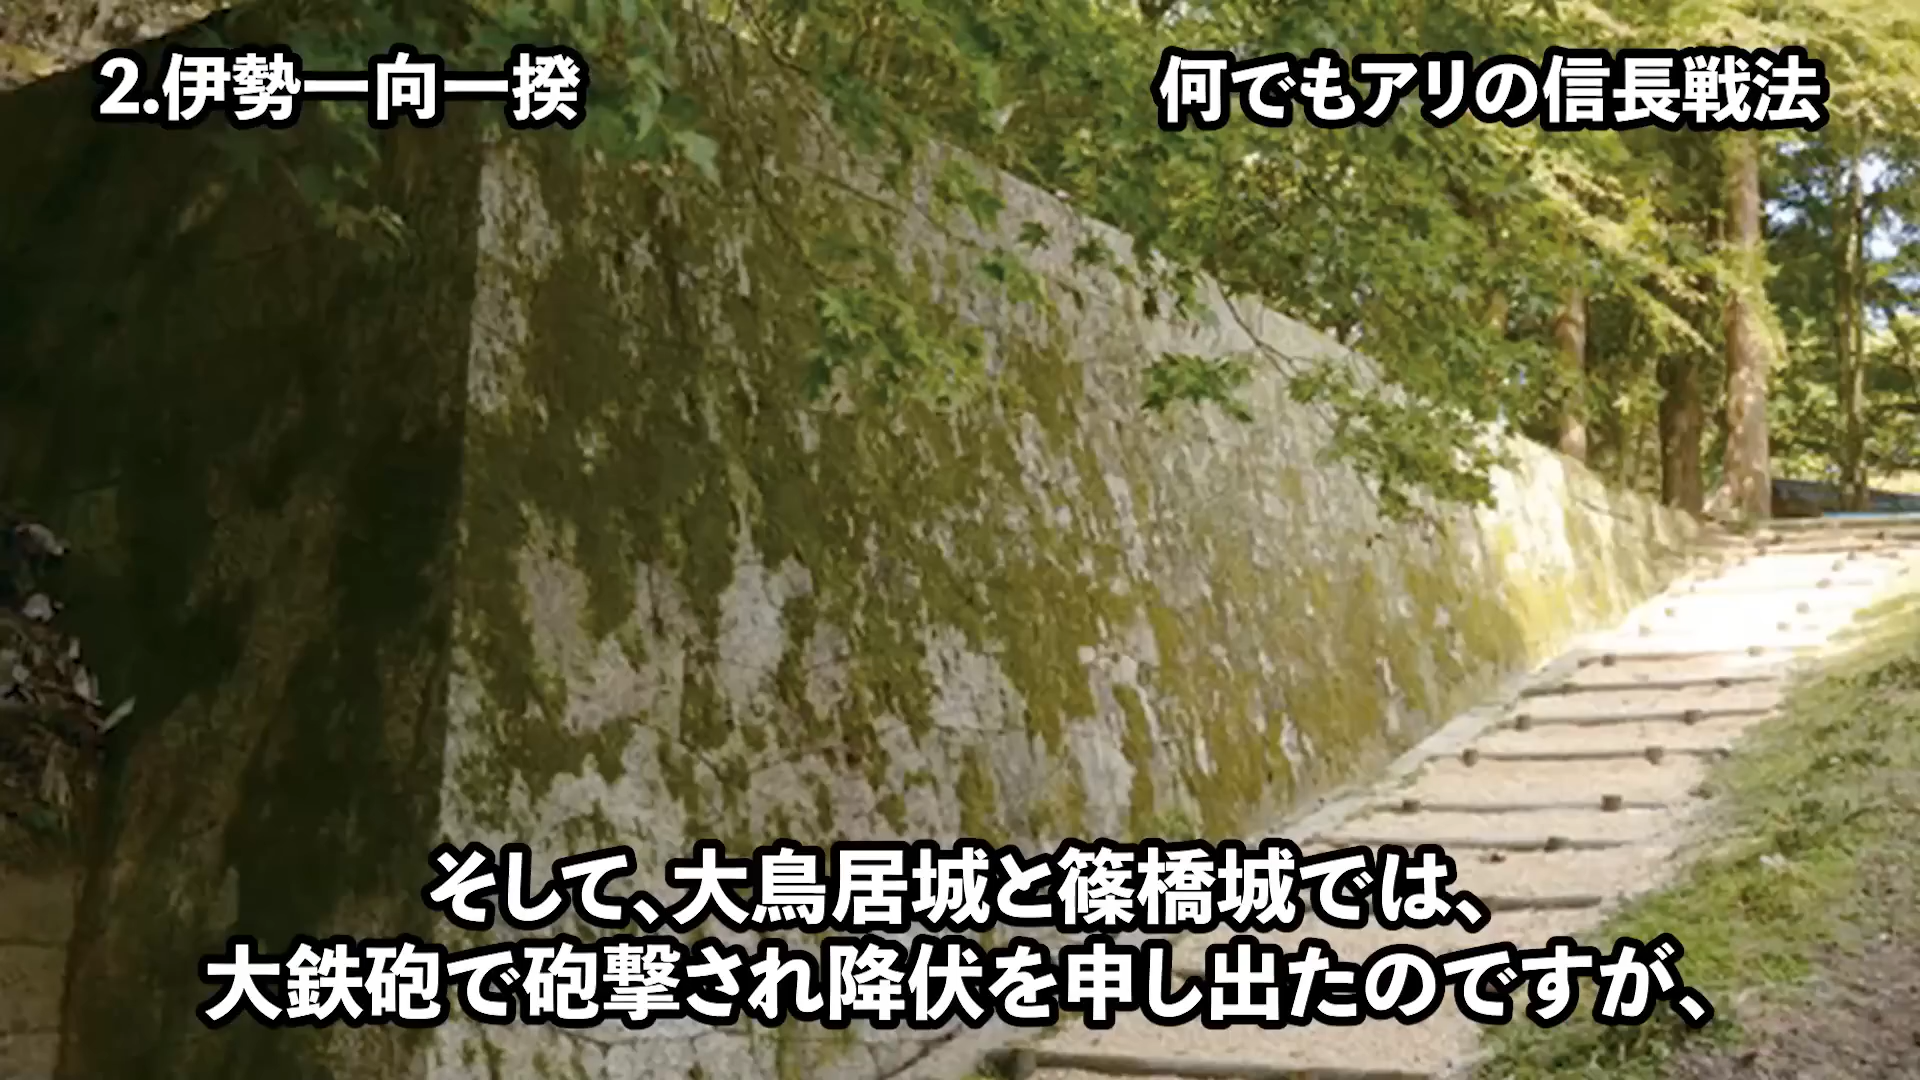 2.伊勢一向一揆
何でもアリの信長戦法
そして、大鳥居城と篠橋城では、
大鉄砲で砲撃され降伏を申し出たのですが、